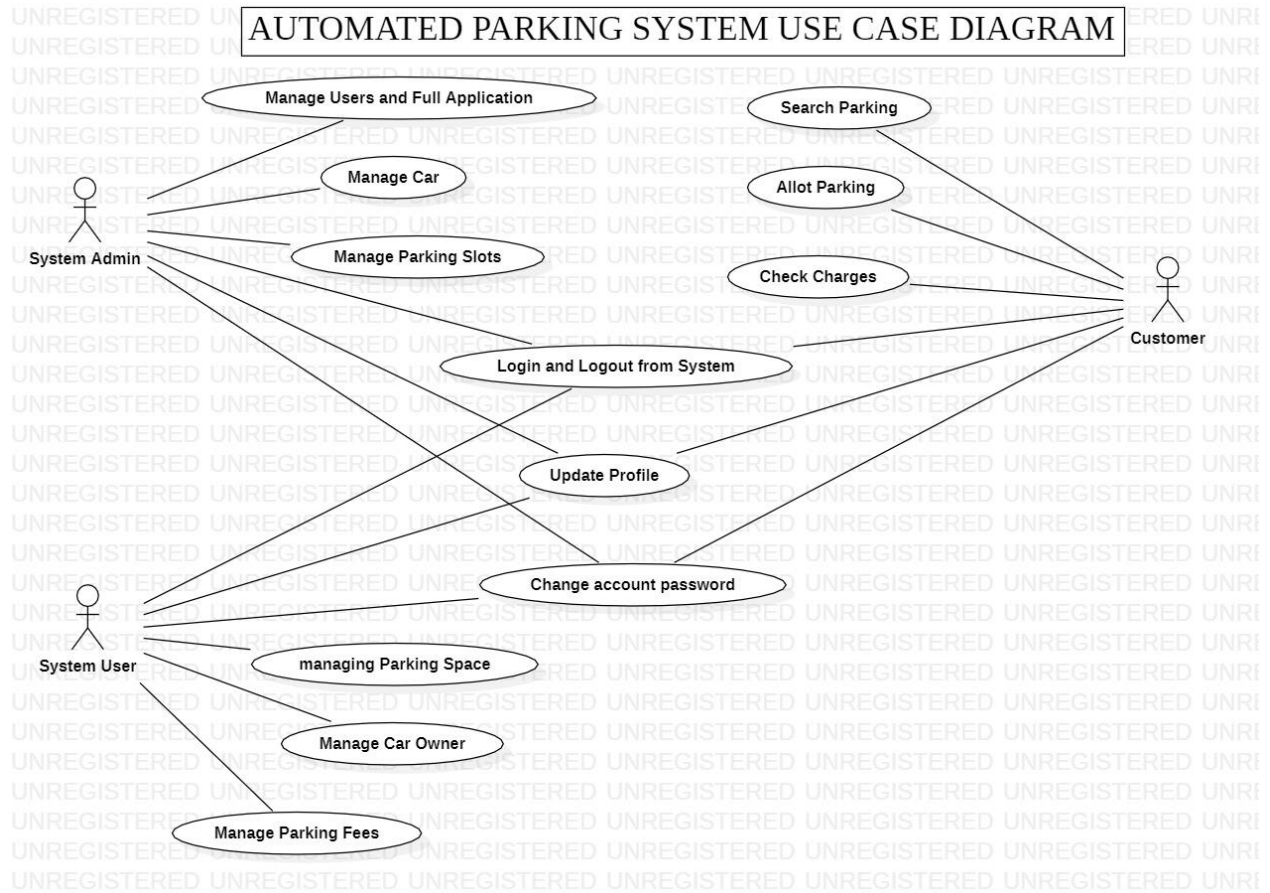 AUTOMATED PARKING SYSTEM USE CASE DIAGRAM
Manage Users and Full Application
Search Parking
Manage Car
Allot Parking
System Admin
Manage Parking Slots
Check Charges
Customer
Login and Logout from System
Update Profile
Change account password
System User
managing Parking Space
Manage Car Owner
Manage Parking Fees
UNREGISTERED